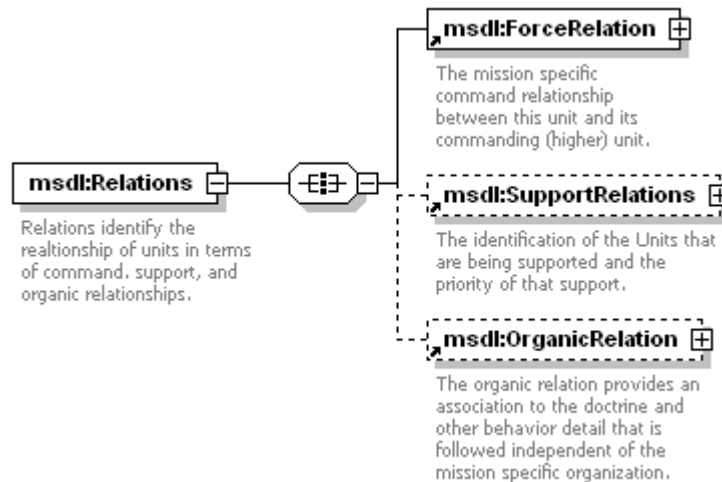 msdl:ForceRelation
The mission specific
command relationship
between this unit and its
commanding (higher) unit.
msdl:Relations
Relations identify the
realtionship of units in terms
of command, support, and
organic relationships.
msdl:SupportRelations
The identification of the Units that
are being supported and the
priority of that support.
msdl:OrganicRelation
The organic relation provides an
association to the doctrine and
other behavior detail that is
followed independent of the
mission specific organization.